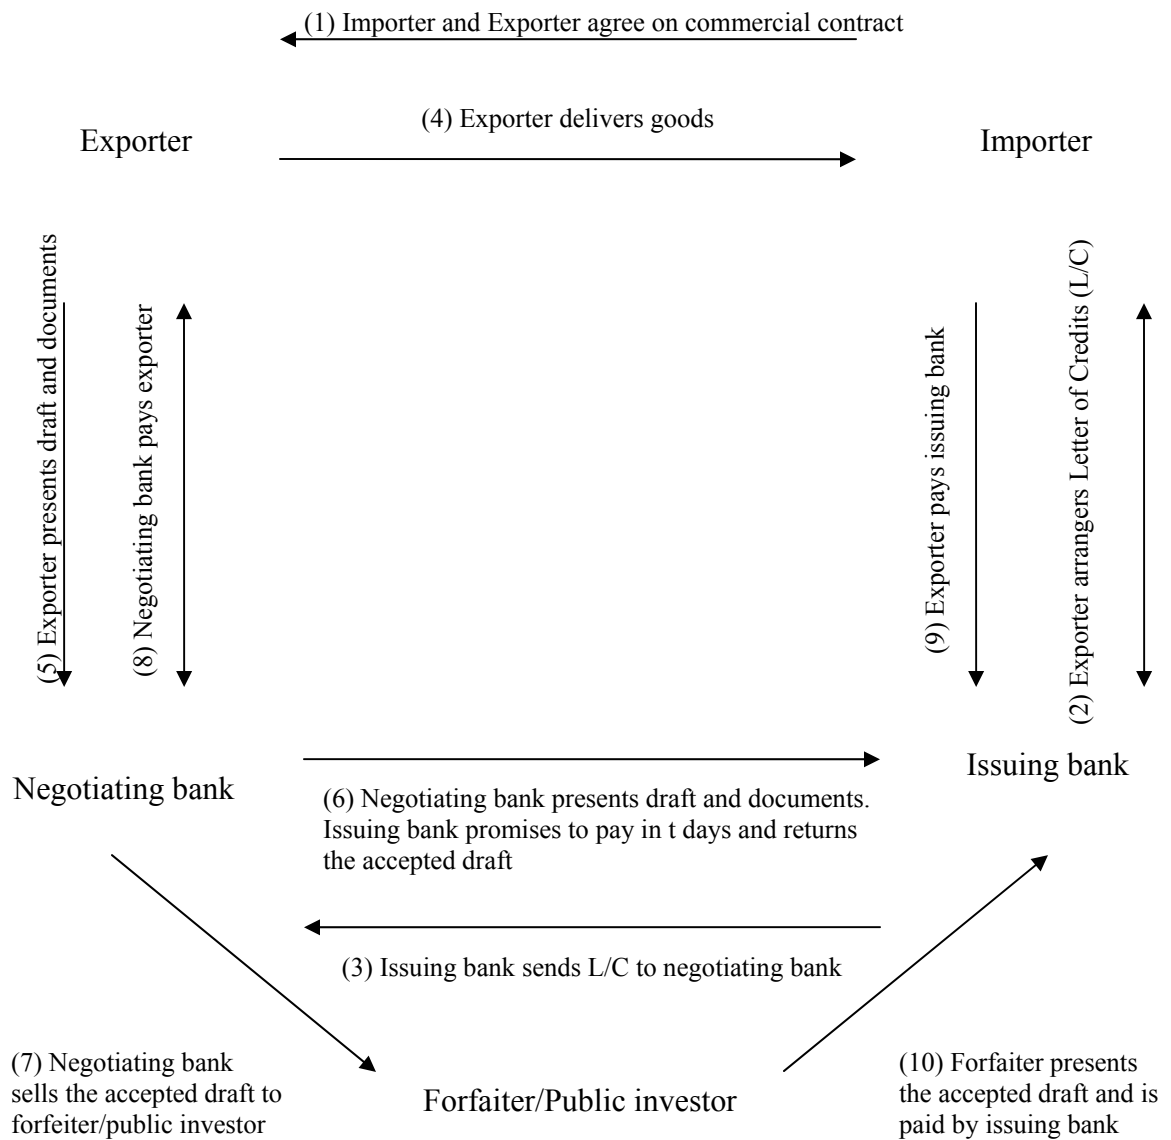 (1) Importer and Exporter agree on commercial contract
(4) Exporter delivers goods
Exporter
Importer
(5) Exporter presents draft and documents
(8) Negotiating bank pays exporter
(9) Exporter pays issuing bank
(2) Exporter arrangers Letter of Credits (L/C)
Negotiating bank
Issuing bank
(6) Negotiating bank presents draft and documents.
Issuing bank promises to pay in t days and returns
the accepted draft
(3) Issuing bank sends L/C to negotiating bank
(7) Negotiating bank
sells the accepted draft to
forfeiter/public investor
Forfaiter/Public investor
(10) Forfaiter presents
the accepted draft and is
paid by issuing bank